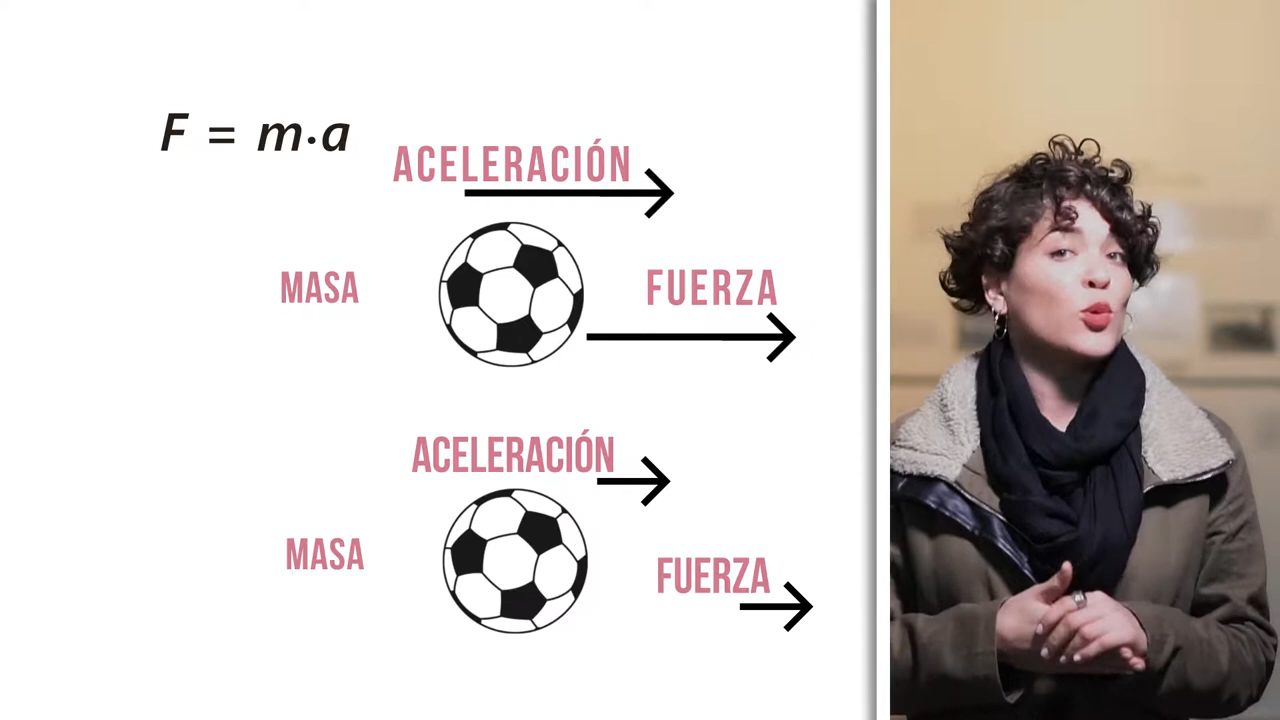 F = m·a
ACELERACIÓN
MASA
FUERZA
ACELERACIÓN
MASA
FUERZA